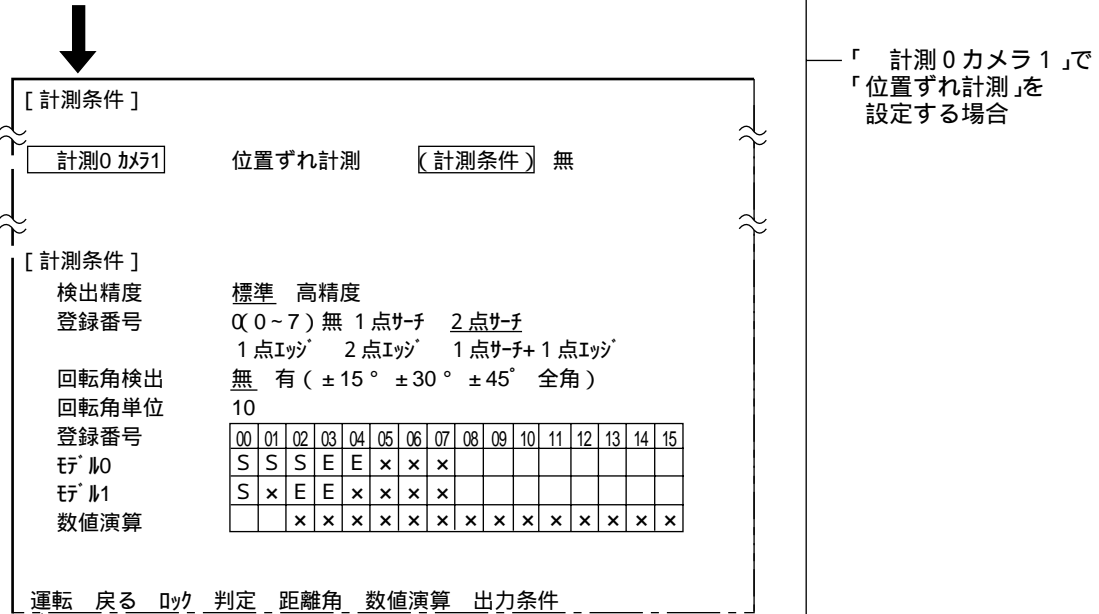 「　計測０カメラ１」で
「位置ずれ計測」を
設定する場合
[ 計測条件 ]
計測0 ｶﾒﾗ1　位置ずれ計測　(計測条件)　無
[ 計測条件 ]
検出精度　標準　高精度
登録番号　0( 0 ~ 7 ) 無　1 点ｻｰﾁ　2 点ｻｰﾁ
1 点ｴｯｼﾞ　2 点ｴｯｼﾞ　1 点ｻｰﾁ+ 1 点ｴｯｼﾞ
回転角検出　無　有 ( ±15 °　±30 °　±45°　全角 )
回転角単位　10
登録番号　00 01 02 03 04 05 06 07 08 09 10 11 12 13 14 15
ﾓﾃﾞﾙ0　S S S E E × × ×
ﾓﾃﾞﾙ1　S × E E × × × ×
数値演算　× × × × × × × × × × × × × ×
運転　戻る　ﾛｯｸ　判定　距離角　数値演算　出力条件